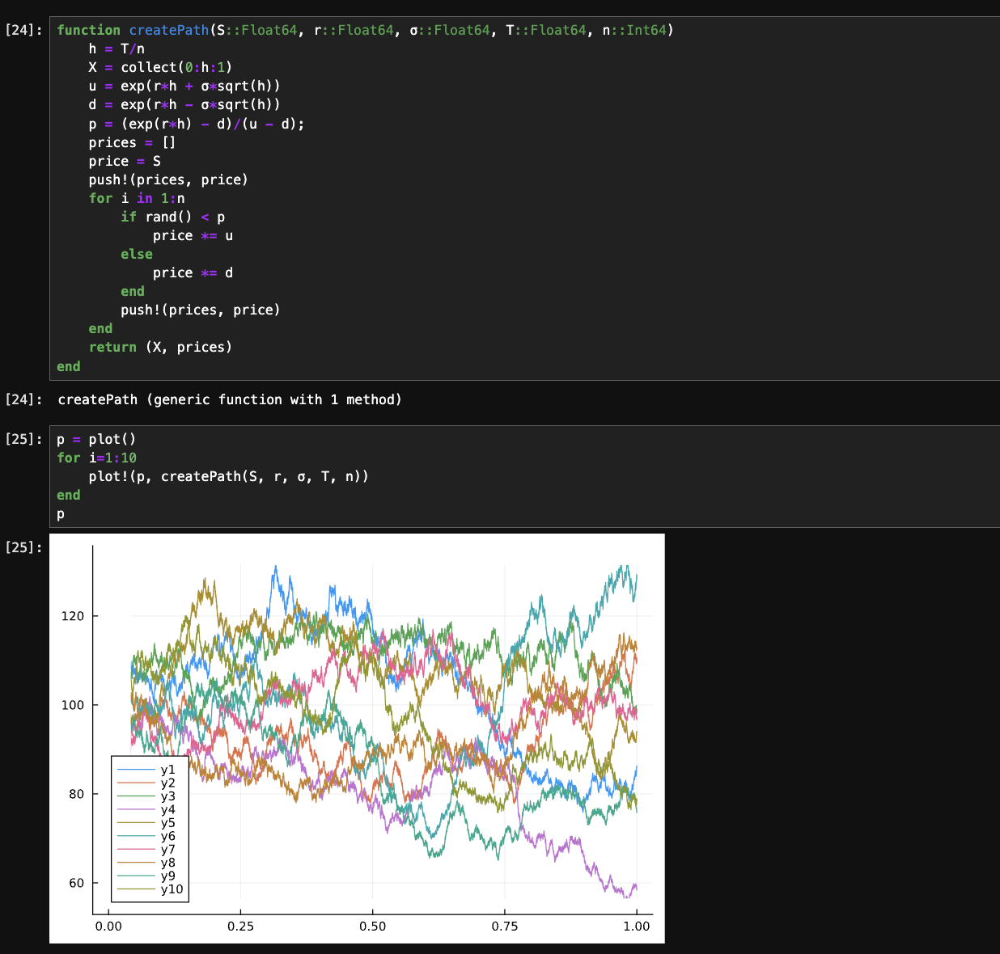 [24]: function createPath(S::Float64, r::Float64, σ::Float64, T::Float64, n::Int64)
    h = T/n
    X = collect(0:h:1)
    u = exp(r*h + σ*sqrt(h))
    d = exp(r*h - σ*sqrt(h))
    p = (exp(r*h) - d)/(u - d);
    prices = []
    price = S
    push!(prices, price)
    for i in 1:n
        if rand() < p
            price *= u
        else
            price *= d
        end
        push!(prices, price)
    end
    return (X, prices)
end
[24]: createPath (generic function with 1 method)
[25]: p = plot()
for i=1:10
    plot!(p, createPath(S, r, σ, T, n))
end
p
[25]:
120
100
80
60
y1
y2
y3
y4
y5
y6
y7
y8
y9
y10
0.00 0.25 0.50 0.75 1.00